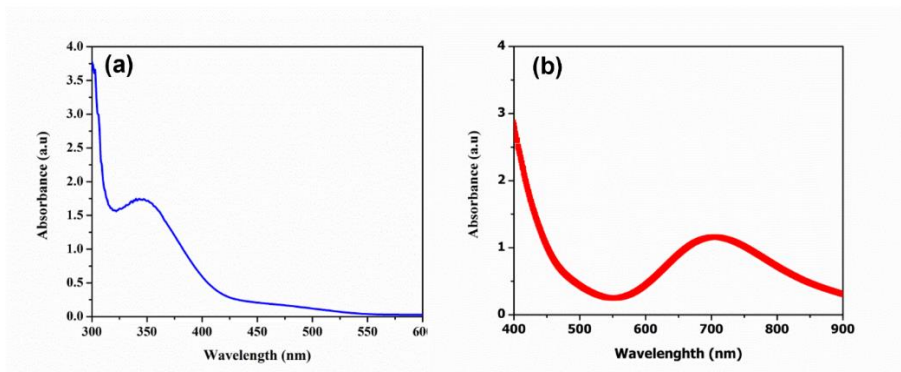 (a)
Absorbance (a.u)
4.0
3.5
3.0
2.5
2.0
1.5
1.0
0.5
0.0
300 350 400 450 500 550 60
Wavelength (nm)
(b)
Absorbance (a.u)
4
3
2
1
0
400 500 600 700 800 900
Wavelenghth (nm)